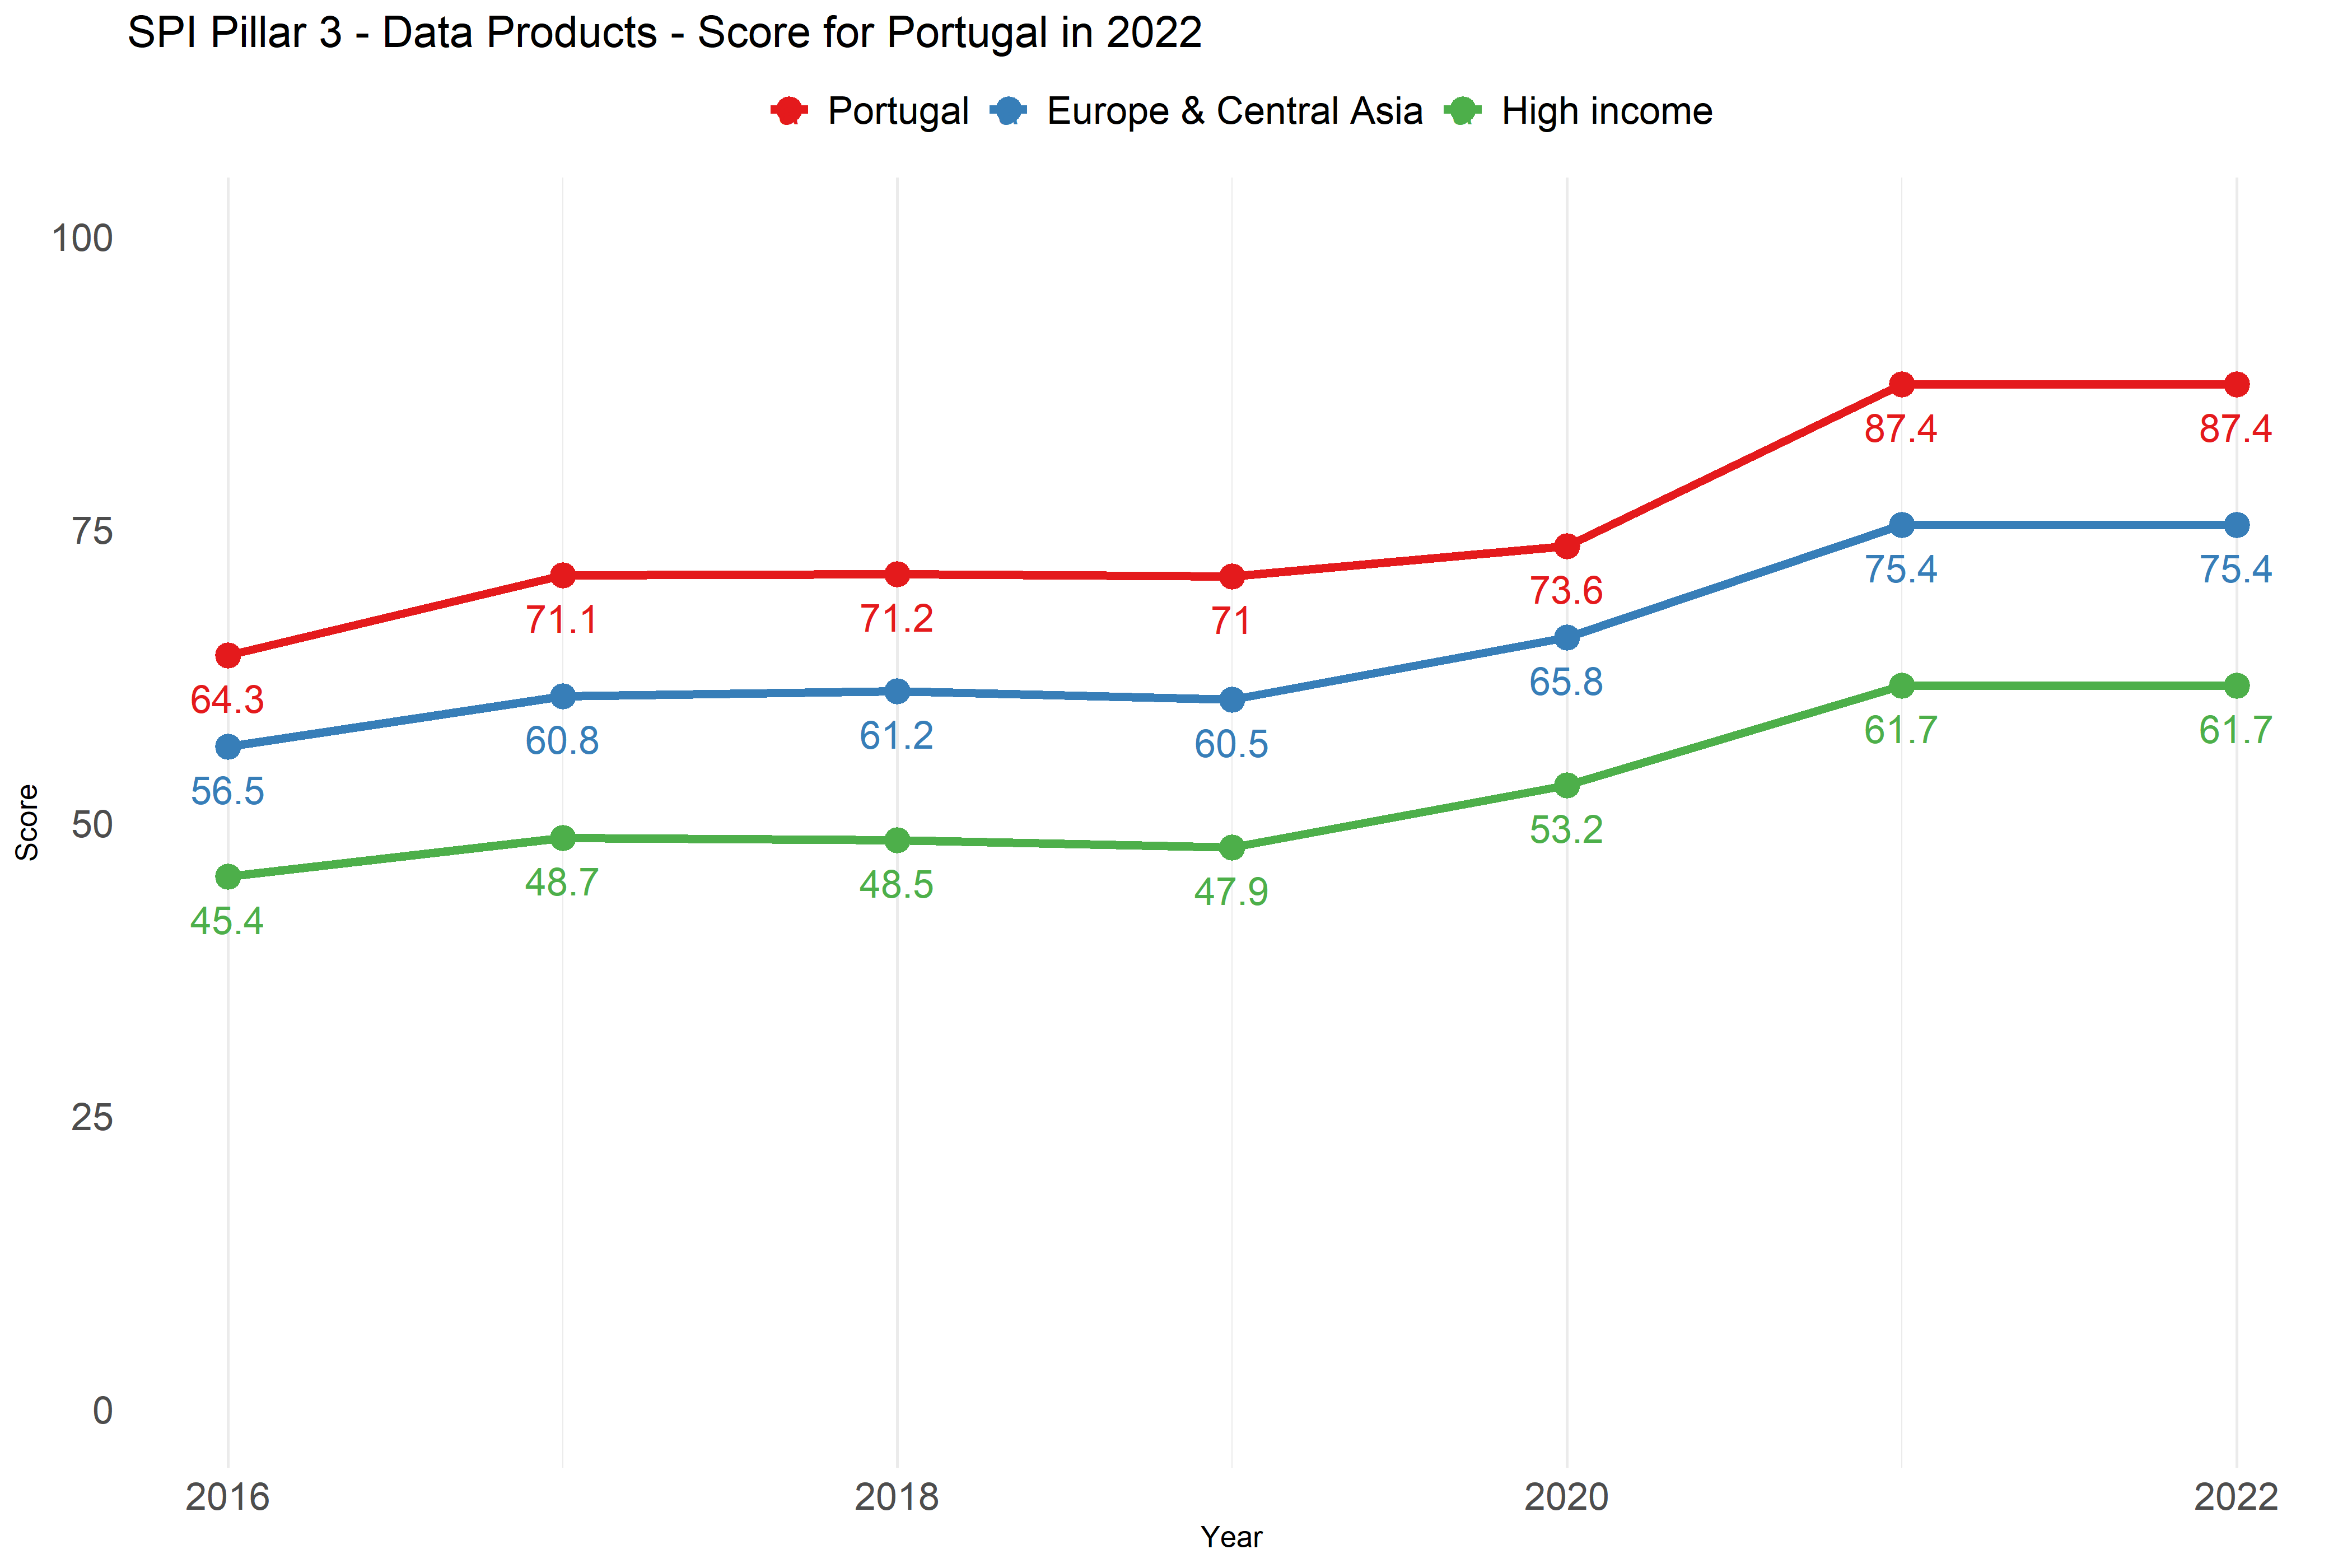 SPI Pillar 3 - Data Products - Score for Portugal in 2022
Portugal Europe & Central Asia High income
100
75
50
25
0
Score
87.4 87.4
75.4 75.4
71.1 71.2 71 73.6
64.3
60.8 61.2 60.5 65.8
61.7 61.7
56.5
48.7 48.5 47.9 53.2
45.4
2016 2018 2020 2022
Year